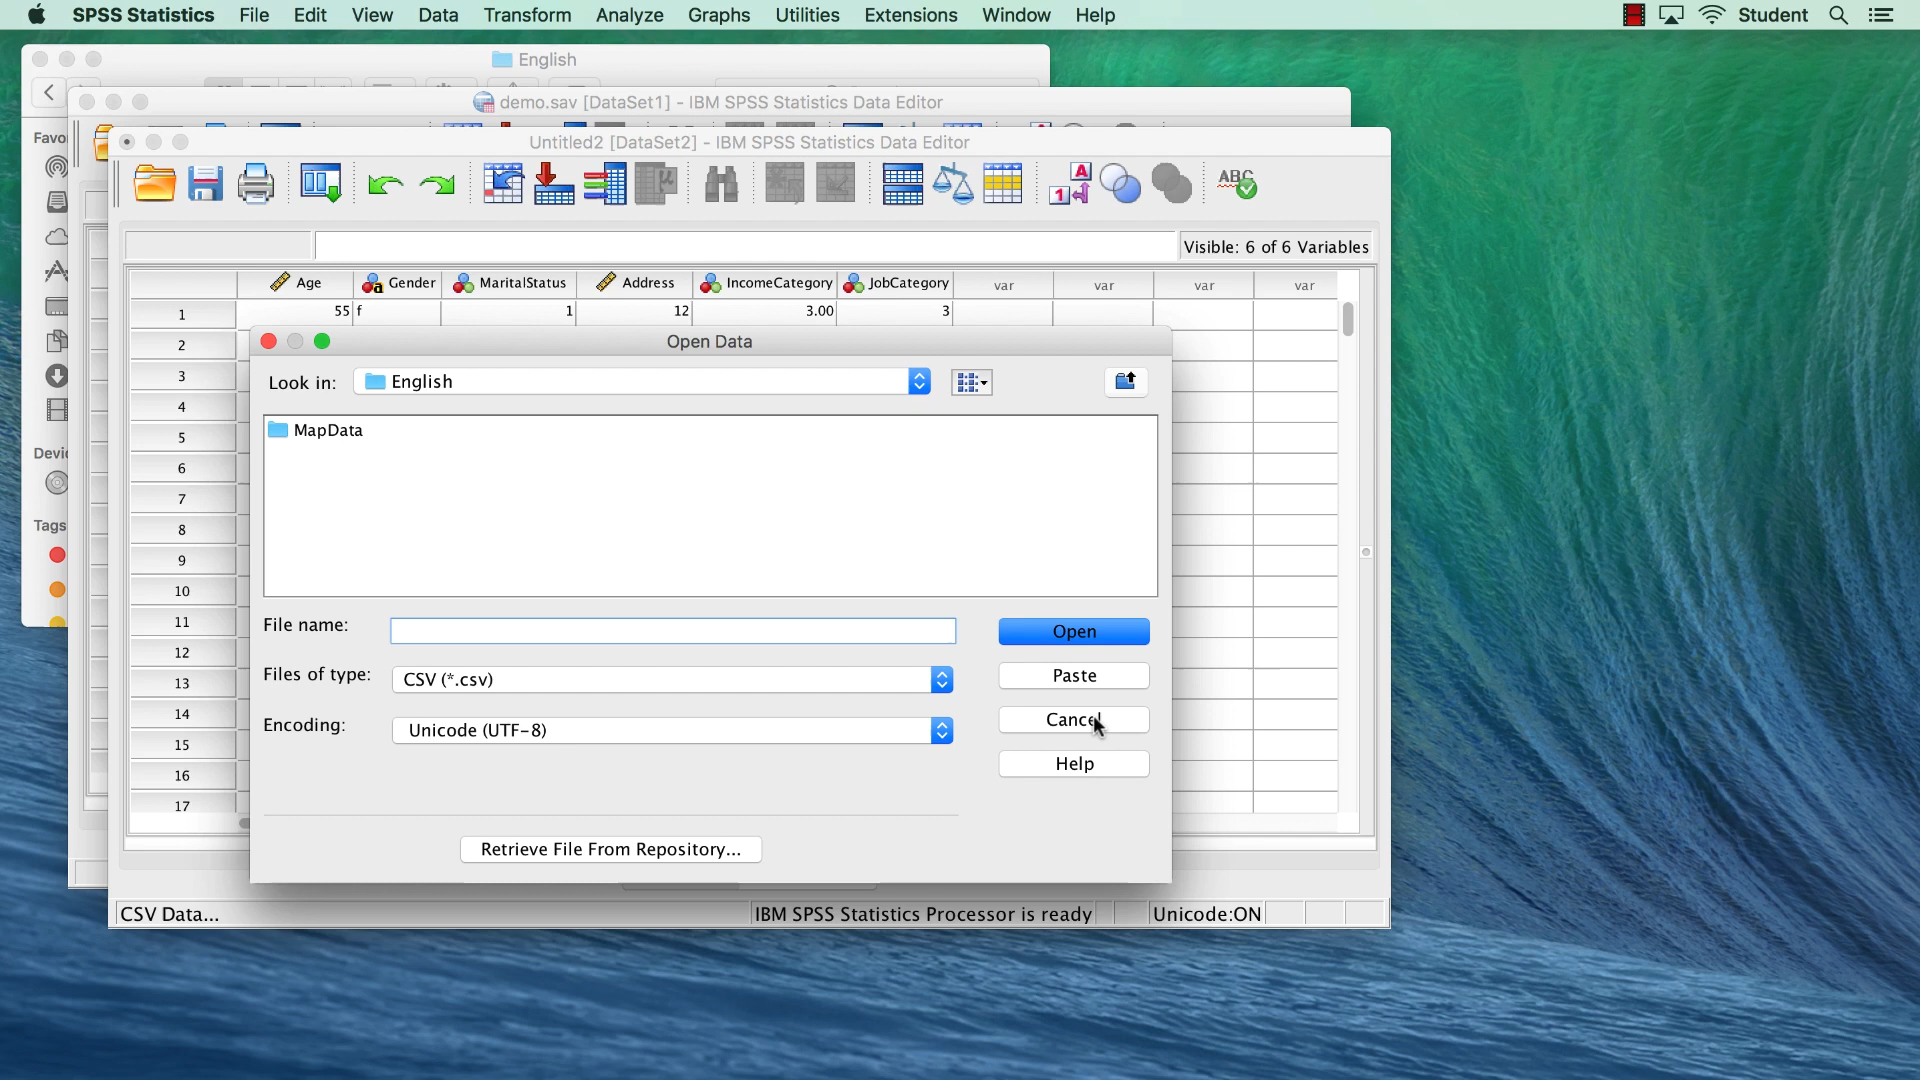 SPSS Statistics File Edit View Data Transform Analyze Graphs Utilities Extensions Window Help Student
English
demo.sav [DataSet1] - IBM SPSS Statistics Data Editor
Untitled2 [DataSet2] - IBM SPSS Statistics Data Editor
ABC
Visible: 6 of 6 Variables
Age Gender MaritalStatus Address IncomeCategory JobCategory var var var var
1 55 f 1 12 3.00 3
2
3
4
5
6
7
8
9
10
11
12
13
14
15
16
17
Open Data
Look in: English
MapData
File name: Open
Files of type: CSV (*.csv) Paste
Encoding: Unicode (UTF-8) Cancel
Help
Retrieve File From Repository...
CSV Data... IBM SPSS Statistics Processor is ready Unicode:ON
Tags